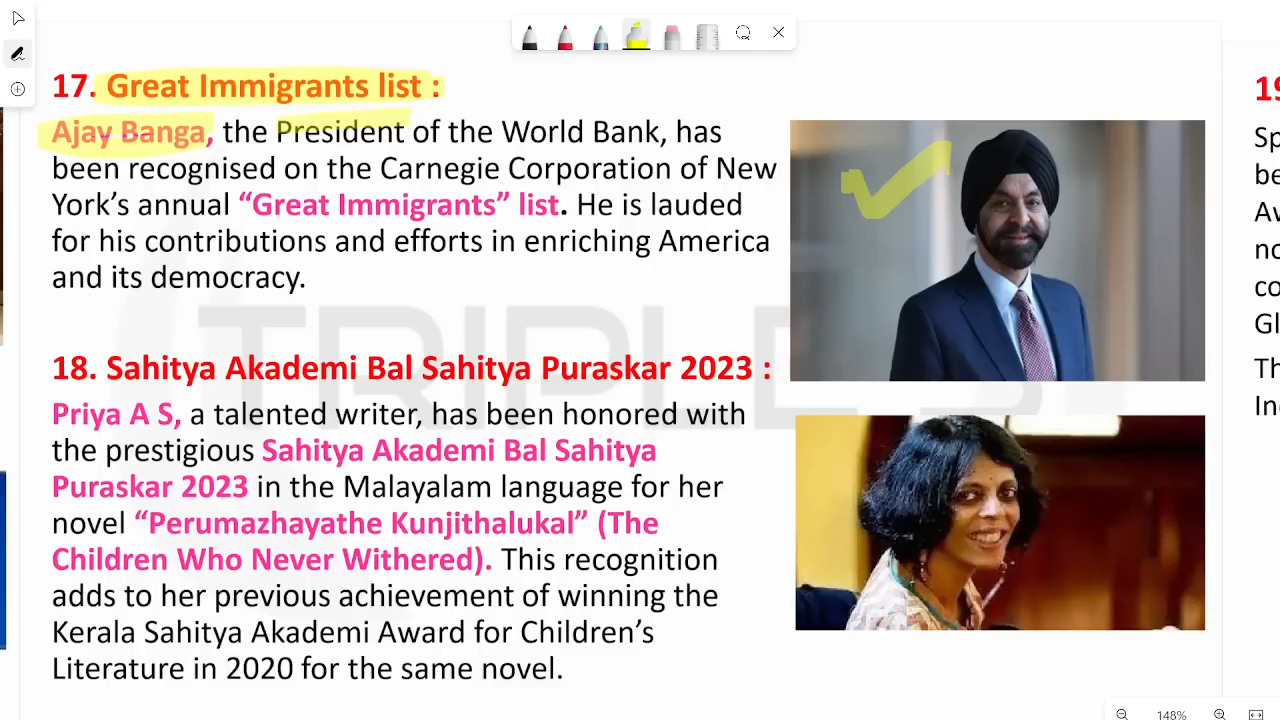 17. Great Immigrants list :
Ajay Banga, the President of the World Bank, has
been recognised on the Carnegie Corporation of New
York’s annual “Great Immigrants” list. He is lauded
for his contributions and efforts in enriching America
and its democracy.
18. Sahitya Akademi Bal Sahitya Puraskar 2023 :
Priya A S, a talented writer, has been honored with
the prestigious Sahitya Akademi Bal Sahitya
Puraskar 2023 in the Malayalam language for her
novel “Perumazhayathe Kunjithalukal” (The
Children Who Never Withered). This recognition
adds to her previous achievement of winning the
Kerala Sahitya Akademi Award for Children’s
Literature in 2020 for the same novel.
TRIPLE S
19
Sp
be
Av
no
co
Gl
Th
In
148%